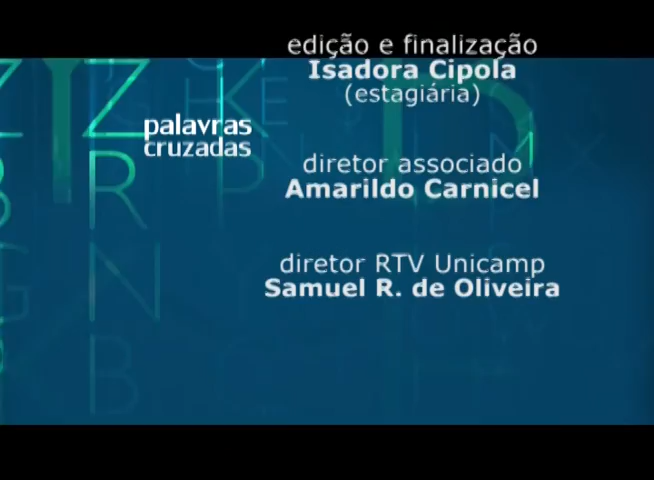 edição e finalização
Isadora Cipola
(estagiária)
palavras
cruzadas
diretor associado
Amarildo Carnicel
diretor RTV Unicamp
Samuel R. de Oliveira